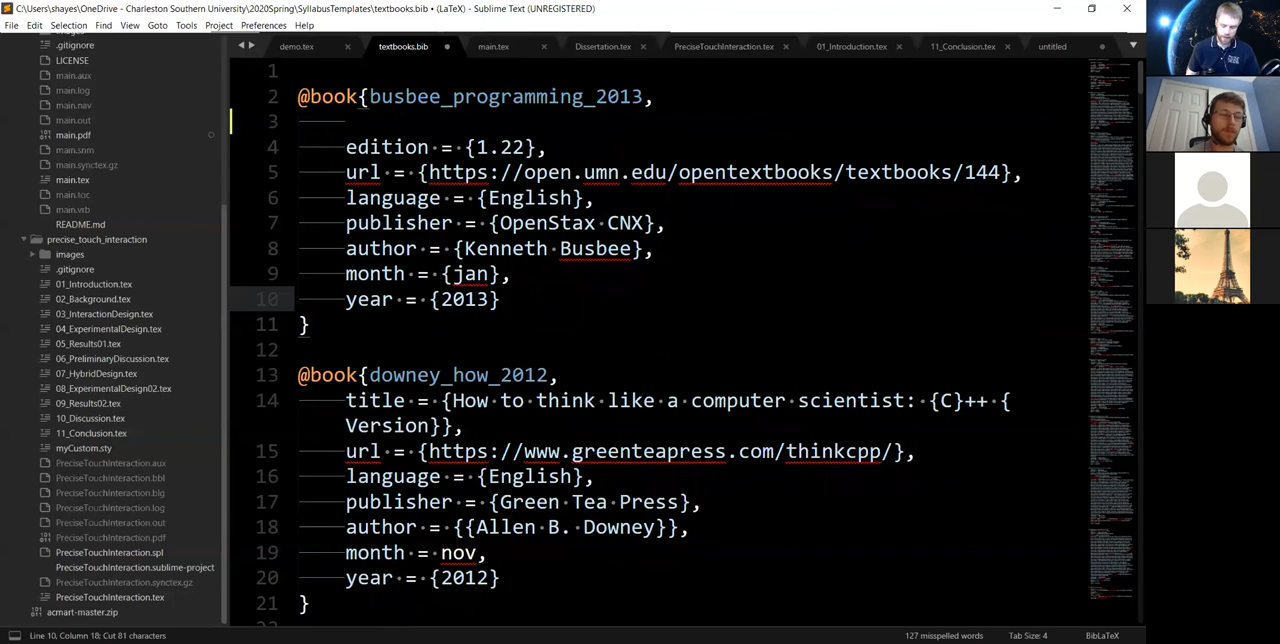 C:\Users\shayes\OneDrive - Charleston Southern University\2020Spring\SyllabusTemplates\textbooks.bib • (LaTeX) - Sublime Text (UNREGISTERED)
File Edit Selection Find View Goto Tools Project Preferences Help
demo.tex textbooks.bib main.tex Dissertation.tex PreciseTouchInteraction.tex 01_Introduction.tex 11_Conclusion.tex untitled
.gitignore
LICENSE
main.aux
main.log
main.nav
main.out
main.pdf
main.snm
main.synctex.gz
main.tex
main.toc
main.vrb
README.md
precise_touch_interaction
images
.gitignore
01_Introduction.tex
02_Background.tex
03_InteractionDesign.tex
04_ExperimentalDesign.tex
05_Results01.tex
06_PreliminaryDiscussion.tex
07_HybridDesign.tex
08_ExperimentalDesign02.tex
09_Results02.tex
10_Discussion.tex
11_Conclusion.tex
myCustom.sty
PreciseTouchInteraction.aux
PreciseTouchInteraction.bbl
PreciseTouchInteraction.blg
PreciseTouchInteraction.log
PreciseTouchInteraction.out
PreciseTouchInteraction.pdf
PreciseTouchInteraction.spl
PreciseTouchInteraction.sublime-project
PreciseTouchInteraction.synctex.gz
PreciseTouchInteraction.tex
acmart-master.zip
1
2 @book{busbee_programming_2013,
3
4 edition = {1.22},
5 url = {https://open.umn.edu/opentextbooks/textbooks/144},
6 language = {English},
7 publisher = {OpenStax CNX},
8 author = {Kenneth Busbee},
9 month = {jan},
10 year = {2013}
11 }
12
13 @book{downey_how_2012,
14 title = {How to think like a computer scientist: {C}++ {
Version}},
15 url = {https://www.greenteapress.com/thinkcpp/},
16 language = {English},
17 publisher = {Green Tea Press},
18 author = {{Allen B. Downey}},
19 month = nov,
20 year = {2012}
21 }
Line 10, Column 18; Cut 81 characters 127 misspelled words Tab Size: 4 BibLaTeX